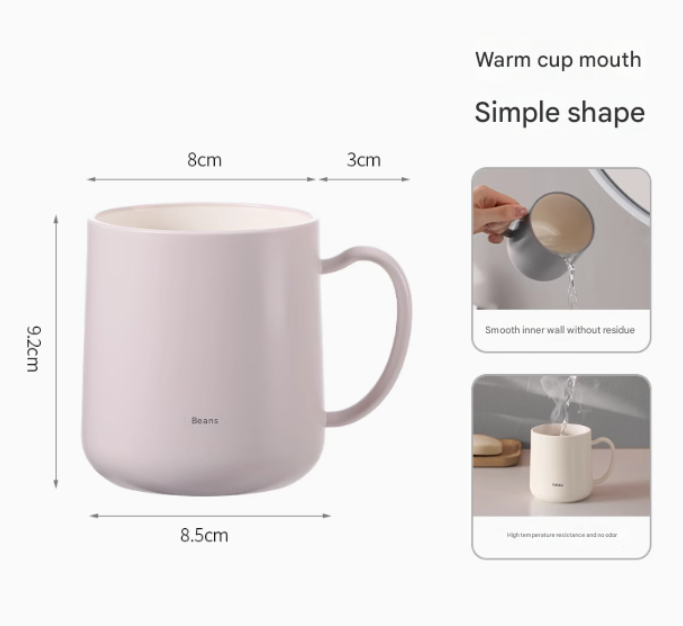 Warm cup mouth
Simple shape
8cm
3cm
9.2cm
Beans
8.5cm
Smooth inner wall without residue
High temperature resistance and no odor